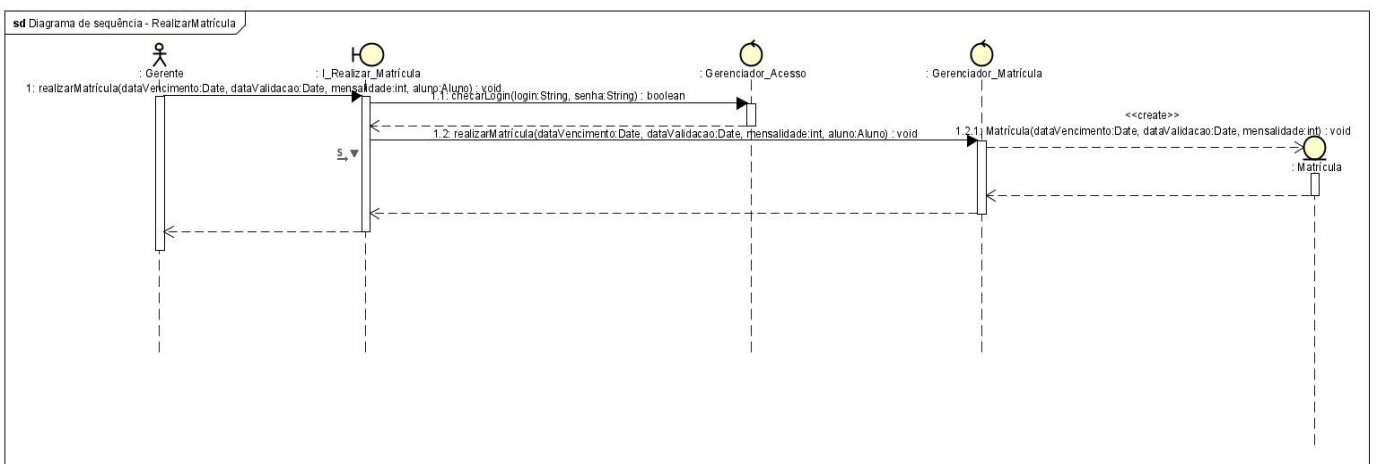 sd Diagrama de sequência - RealizarMatrícula
: Gerente
: I_Realizar_Matrícula
: Gerenciador_Acesso
: Gerenciador_Matrícula
1: realizarMatrícula(dataVencimento:Date, dataValidacao:Date, mensalidade:int, aluno:Aluno) : void
1.1: checarLogin(login:String, senha:String) : boolean
<<create>>
1.2: realizarMatrícula(dataVencimento:Date, dataValidacao:Date, mensalidade:int, aluno:Aluno) : void
1.2.1: Matrícula(dataVencimento:Date, dataValidacao:Date, mensalidade:int) : void
S
: Matrícula